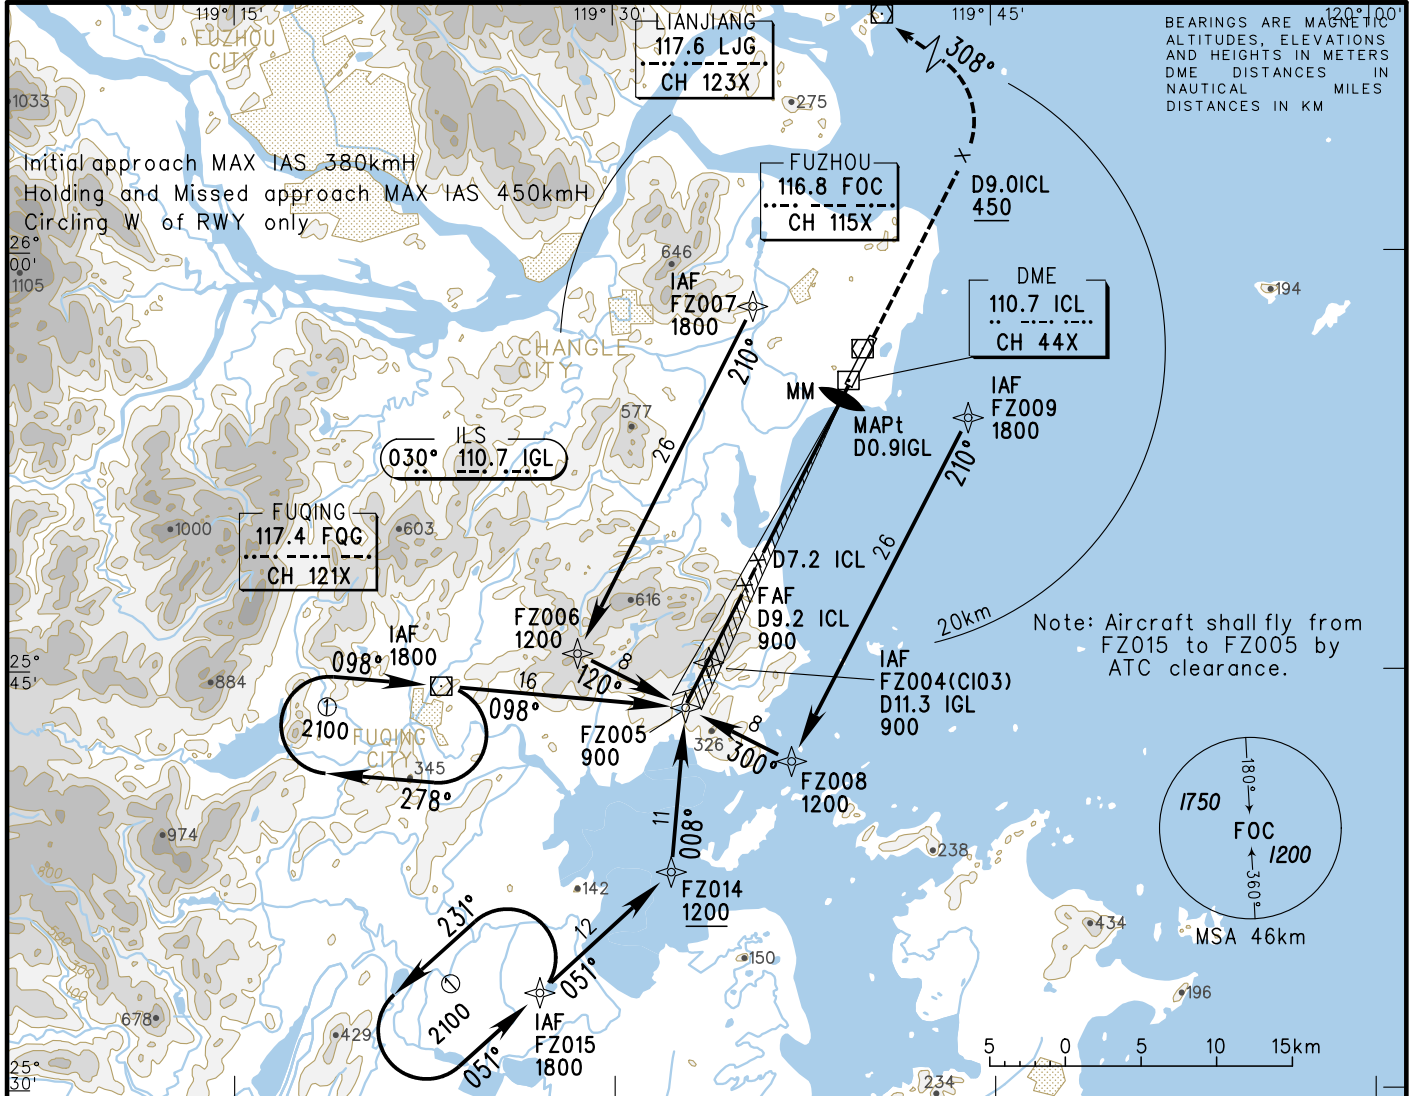 119° 15'
119° 30'
119° 45'
120° 00'
BEARINGS ARE MAGNETIC
ALTITUDES, ELEVATIONS
AND HEIGHTS IN METERS
DME DISTANCES IN
NAUTICAL MILES
DISTANCES IN KM
FUZHOU
CITY
LIANJIANG
117.6 LJG
CH 123X
308°
1033
275
Initial approach MAX IAS 380kmH
Holding and Missed approach MAX IAS 450kmH
Circling W of RWY only
FUZHOU
116.8 FOC
CH 115X
D9.0ICL
450
26°
00'
1105
646
IAF
FZ007
1800
DME
110.7 ICL
CH 44X
194
CHANGLE
CITY
210°
MM
MAPt
D0.9IGL
IAF
FZ009
1800
577
ILS
030° 110.7 IGL
26
210°
FUQING
117.4 FQG
CH 121X
1000
603
26
D7.2 ICL
FAF
D9.2 ICL
900
616
FZ006
1200
20km
Note: Aircraft shall fly from
FZ015 to FZ005 by
ATC clearance.
IAF
1800
098°
8
120°
25°
45'
884
16
098°
IAF
FZ004(CI03)
D11.3 IGL
900
1
2100
FUQING
CITY
FZ005
900
326
8
300°
345
278°
FZ008
1200
180°
1750
FOC
1200
360°
MSA 46km
974
11
008°
238
800
142
FZ014
1200
231°
12
051°
434
500
300
400
150
196
1
2100
678
429
051°
IAF
FZ015
1800
5 0 5 10 15km
25°
30'
234